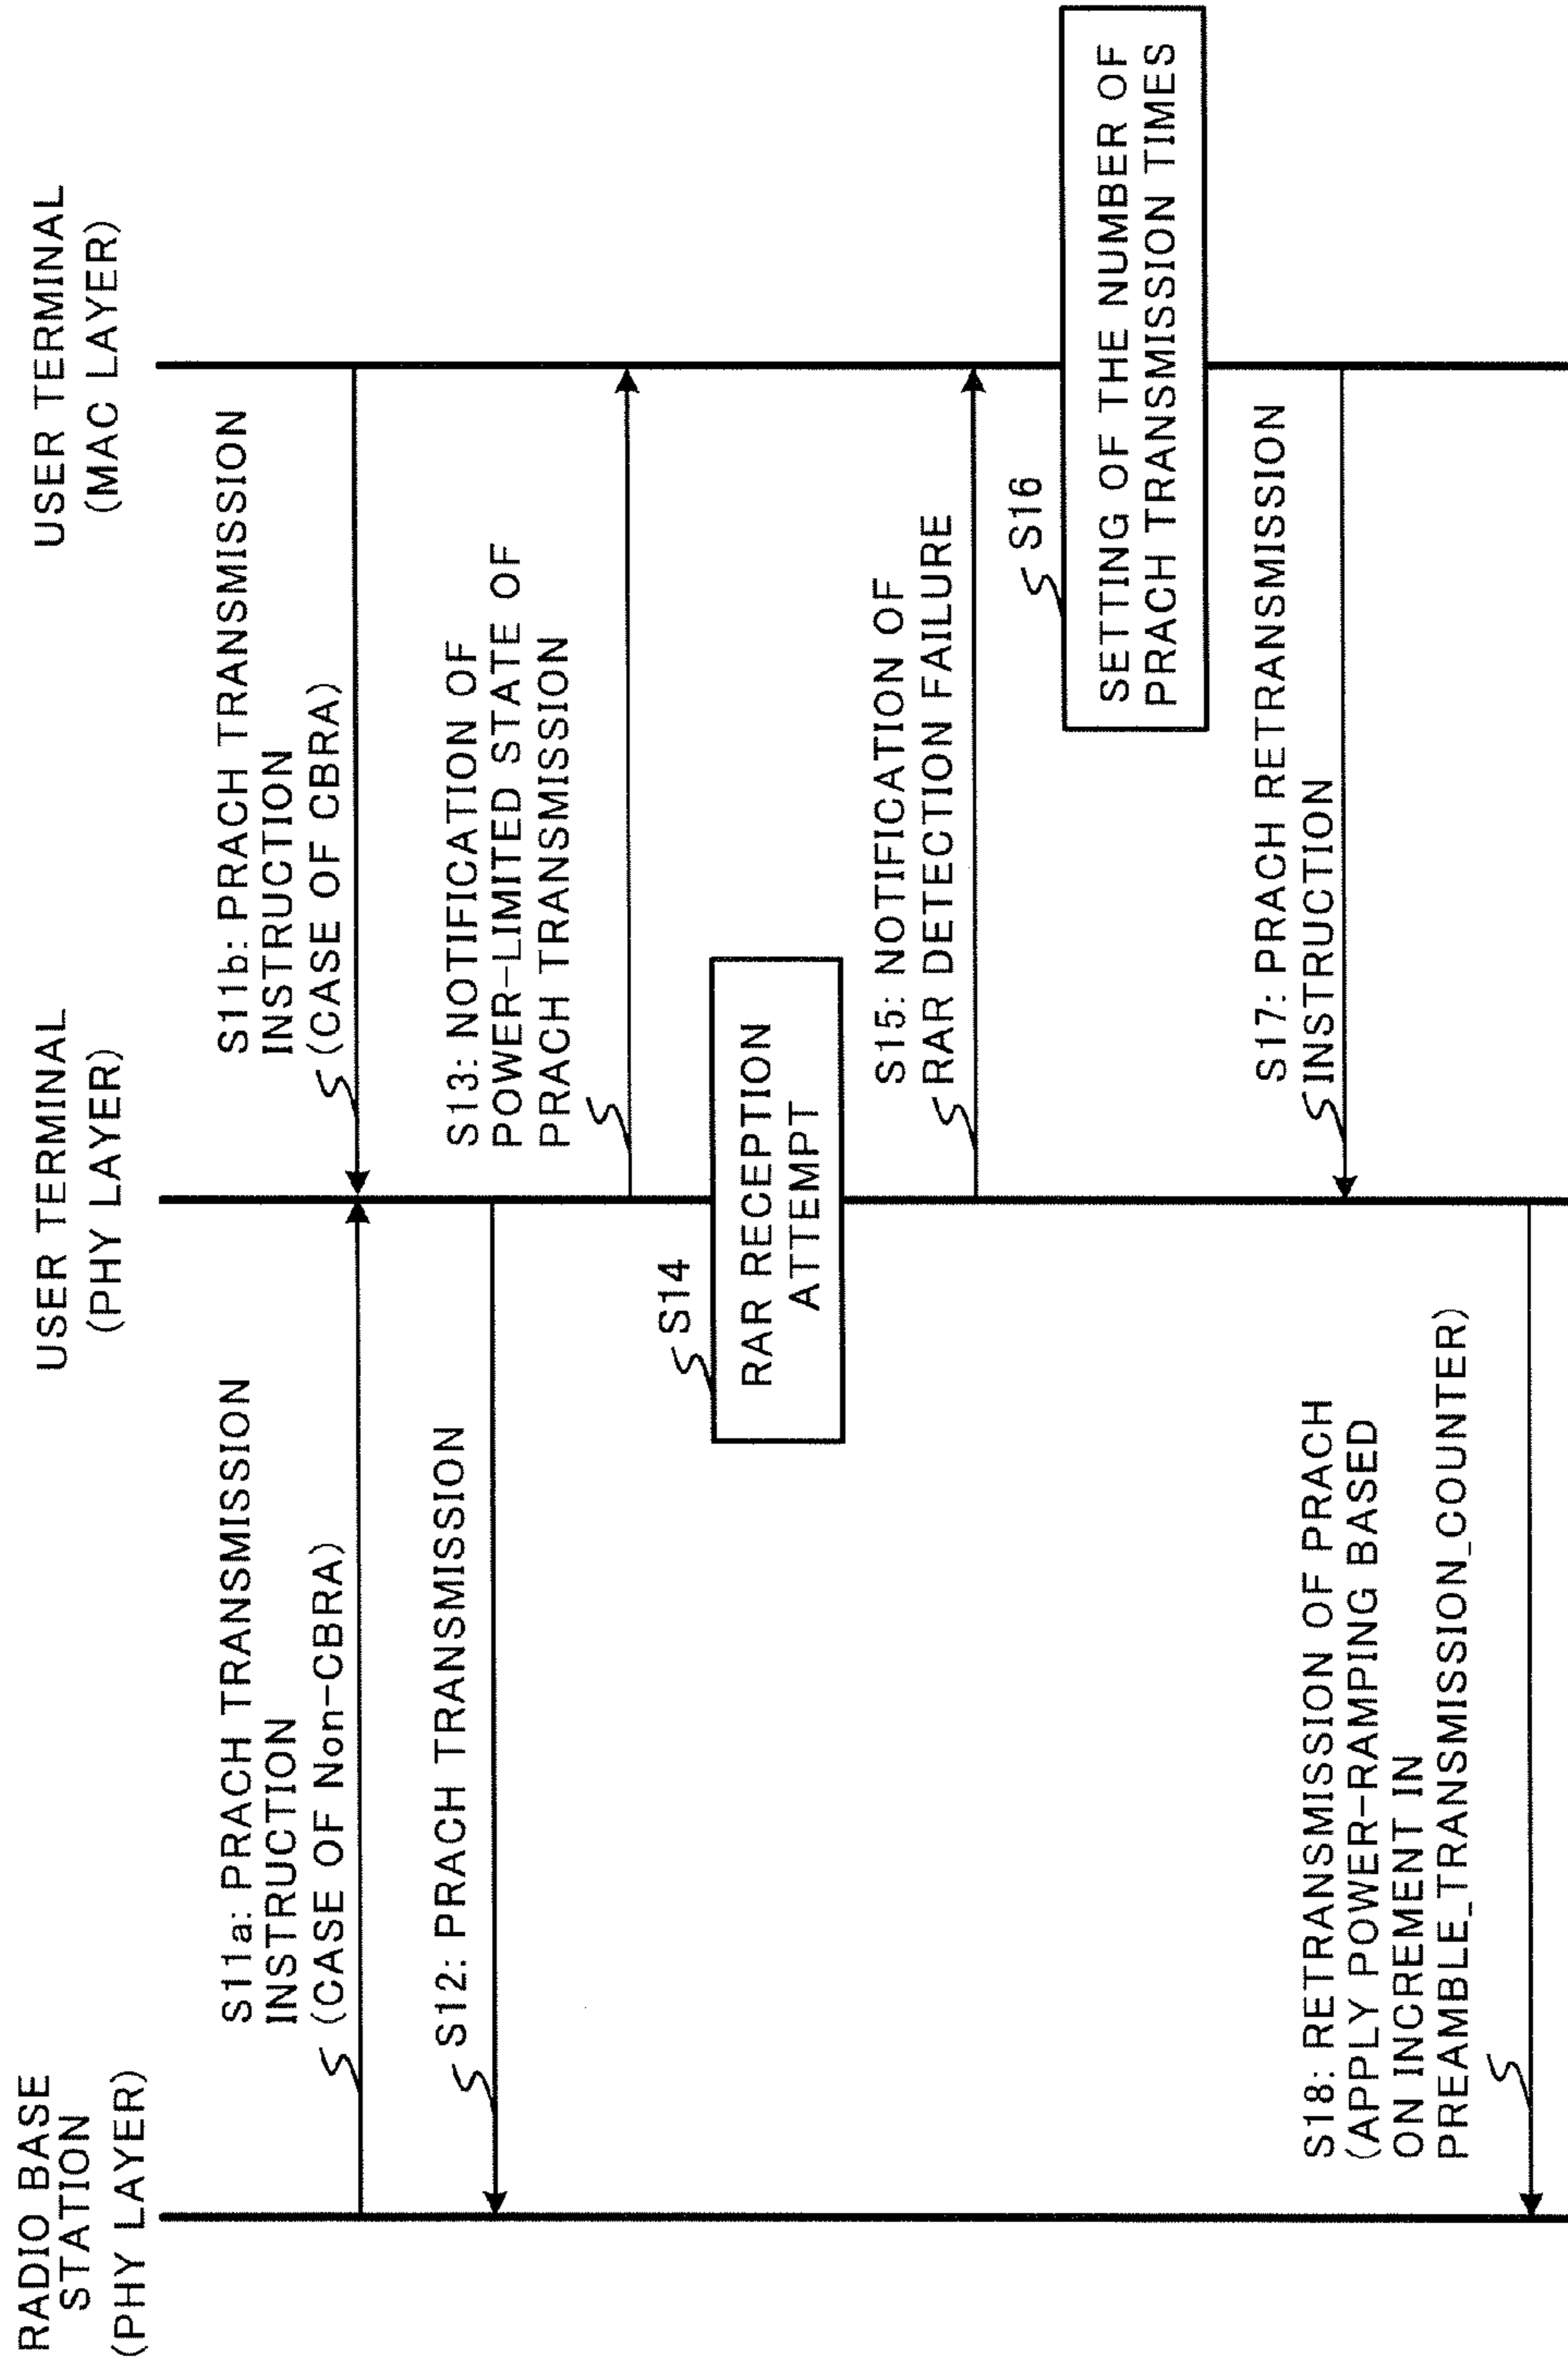 RADIO BASE
STATION
(PHY LAYER)
USER TERMINAL
(PHY LAYER)
USER TERMINAL
(MAC LAYER)
S11a: PRACH TRANSMISSION
INSTRUCTION
(CASE OF Non-CBRA)
S11b: PRACH TRANSMISSION
INSTRUCTION
(CASE OF CBRA)
S12: PRACH TRANSMISSION
S13: NOTIFICATION OF
POWER-LIMITED STATE OF
PRACH TRANSMISSION
S14
RAR RECEPTION
ATTEMPT
S15: NOTIFICATION OF
RAR DETECTION FAILURE
S16
SETTING OF THE NUMBER OF
PRACH TRANSMISSION TIMES
S17: PRACH RETRANSMISSION
INSTRUCTION
S18: RETRANSMISSION OF PRACH
(APPLY POWER-RAMPING BASED
ON INCREMENT IN
PREAMBLE_TRANSMISSION_COUNTER)